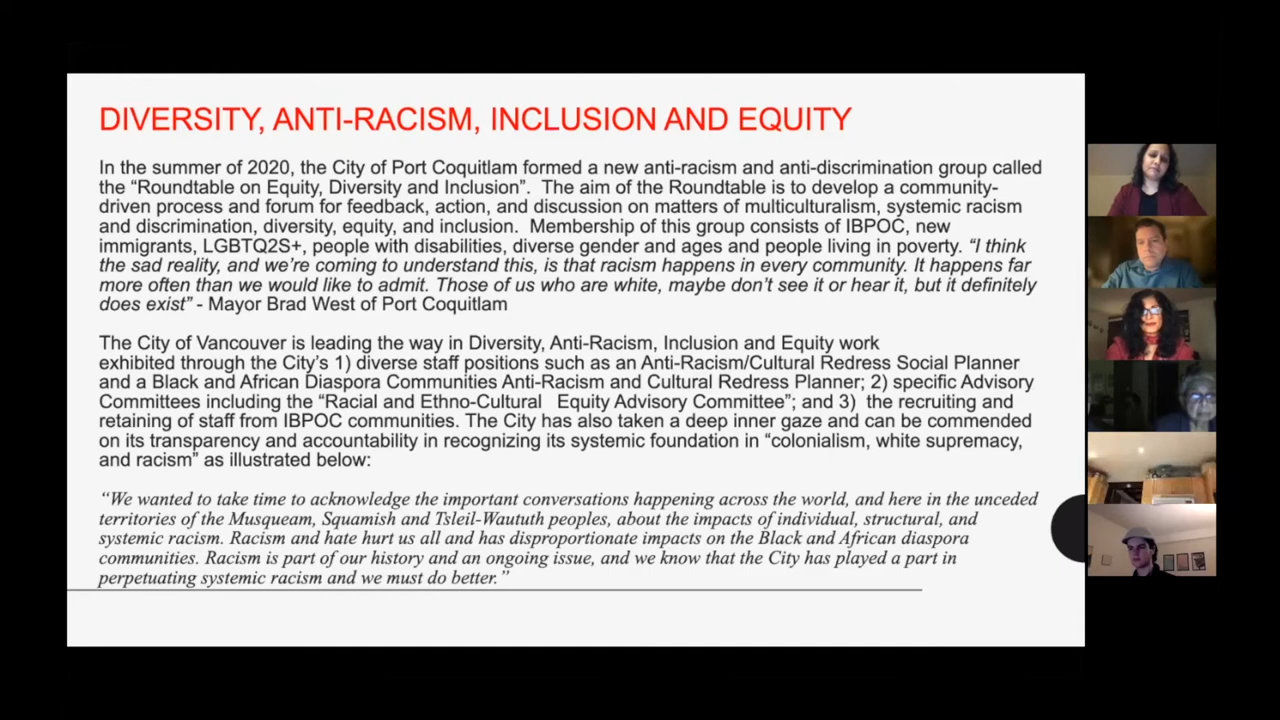 DIVERSITY, ANTI-RACISM, INCLUSION AND EQUITY
In the summer of 2020, the City of Port Coquitlam formed a new anti-racism and anti-discrimination group called
the “Roundtable on Equity, Diversity and Inclusion”. The aim of the Roundtable is to develop a community-
driven process and forum for feedback, action, and discussion on matters of multiculturalism, systemic racism
and discrimination, diversity, equity, and inclusion. Membership of this group consists of IBPOC, new
immigrants, LGBTQ2S+, people with disabilities, diverse gender and ages and people living in poverty. “I think
the sad reality, and we’re coming to understand this, is that racism happens in every community. It happens far
more often than we would like to admit. Those of us who are white, maybe don’t see it or hear it, but it definitely
does exist” - Mayor Brad West of Port Coquitlam
The City of Vancouver is leading the way in Diversity, Anti-Racism, Inclusion and Equity work
exhibited through the City’s 1) diverse staff positions such as an Anti-Racism/Cultural Redress Social Planner
and a Black and African Diaspora Communities Anti-Racism and Cultural Redress Planner; 2) specific Advisory
Committees including the “Racial and Ethno-Cultural Equity Advisory Committee”; and 3) the recruiting and
retaining of staff from IBPOC communities. The City has also taken a deep inner gaze and can be commended
on its transparency and accountability in recognizing its systemic foundation in “colonialism, white supremacy,
and racism” as illustrated below:
“We wanted to take time to acknowledge the important conversations happening across the world, and here in the unceded
territories of the Musqueam, Squamish and Tsleil-Waututh peoples, about the impacts of individual, structural, and
systemic racism. Racism and hate hurt us all and has disproportionate impacts on the Black and African diaspora
communities. Racism is part of our history and an ongoing issue, and we know that the City has played a part in
perpetuating systemic racism and we must do better.”